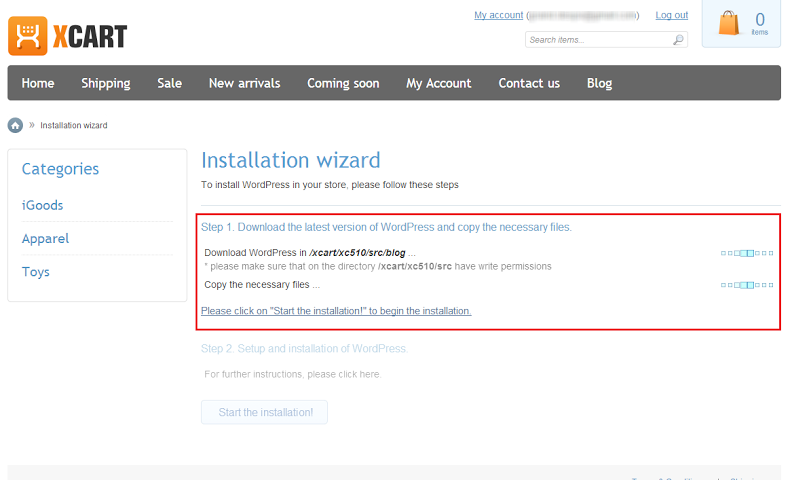 My account ( ) Log out
0
items
XCART
Search items...
Home Shipping Sale New arrivals Coming soon My Account Contact us Blog
» Installation wizard
Categories
iGoods
Apparel
Toys
Installation wizard
To install WordPress in your store, please follow these steps
Step 1. Download the latest version of WordPress and copy the necessary files.
Download WordPress in /xcart/xc510/src/blog ...
* please make sure that on the directory /xcart/xc510/src have write permissions
Copy the necessary files ...
Please click on "Start the installation!" to begin the installation.
Step 2. Setup and installation of WordPress.
For further instructions, please click here.
Start the installation!